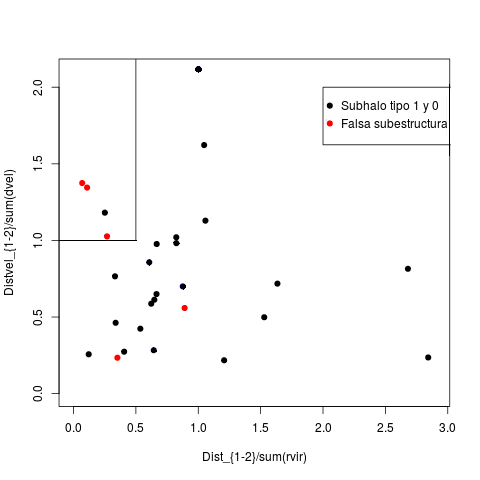 Subhalo tipo 1 y 0
Falsa subestructura
Distvel_{1-2}/sum(dvel)
2.0
1.5
1.0
0.5
0.0
0.0 0.5 1.0 1.5 2.0 2.5 3.0
Dist_{1-2}/sum(rvir)